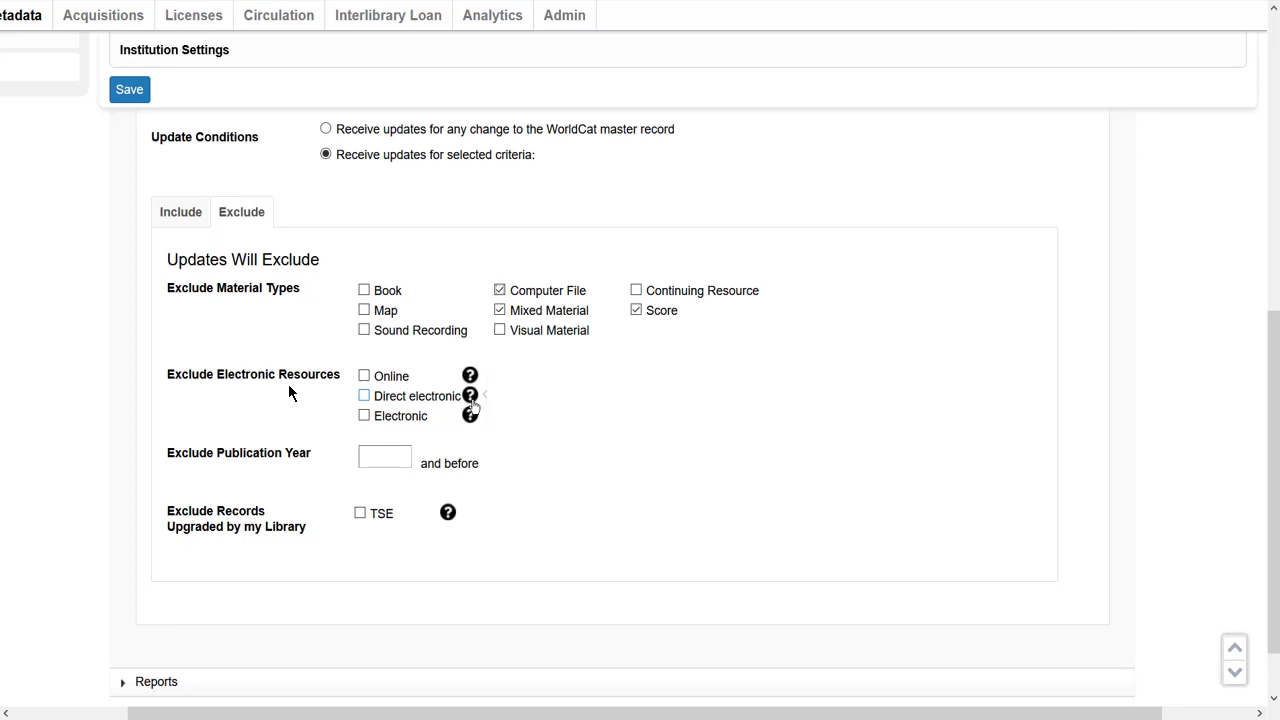 etadata Acquisitions Licenses Circulation Interlibrary Loan Analytics Admin
Institution Settings
Save
Update Conditions
Receive updates for any change to the WorldCat master record
Receive updates for selected criteria:
Include Exclude
Updates Will Exclude
Exclude Material Types
Book Computer File Continuing Resource
Map Mixed Material Score
Sound Recording Visual Material
Exclude Electronic Resources
Online ?
Direct electronic ?
Electronic ?
Exclude Publication Year
and before
Exclude Records
Upgraded by my Library
TSE ?
Reports